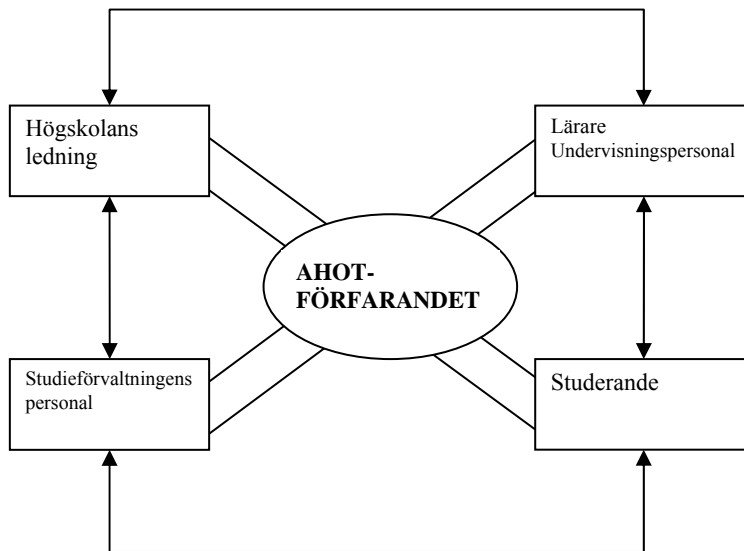 Högskolans
ledning
Lärare
Undervisningspersonal
AHOT-
FÖRFARANDET
Studieförvaltningens
personal
Studerande